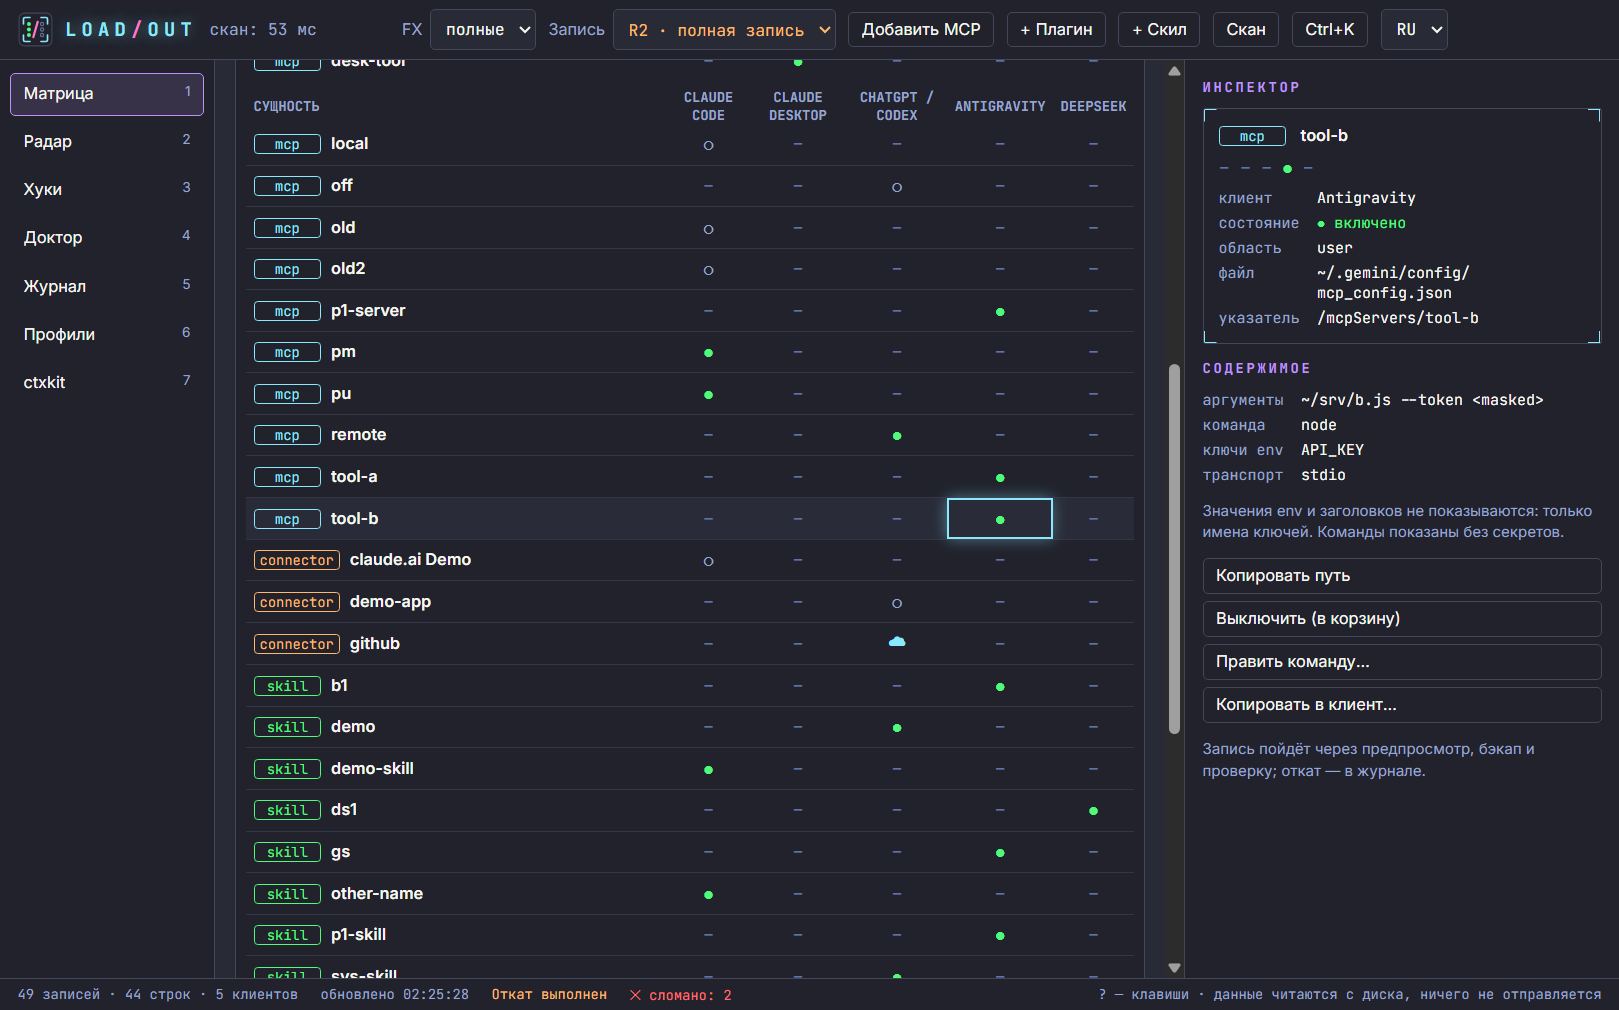 LOAD/OUT скан: 53 мс FX полные Запись R2 · полная запись Добавить MCP + Плагин + Скил Скан Ctrl+K RU
Матрица 1
Радар 2
Хуки 3
Доктор 4
Журнал 5
Профили 6
ctxkit 7
mcp desk-tool — ● — — —
СУЩНОСТЬ CLAUDE CODE CLAUDE DESKTOP CHATGPT / CODEX ANTIGRAVITY DEEPSEEK
mcp local ○ — — — —
mcp off — — ○ — —
mcp old ○ — — — —
mcp old2 ○ — — — —
mcp p1-server — — — ● —
mcp pm ● — — — —
mcp pu ● — — — —
mcp remote — — ● — —
mcp tool-a — — — ● —
mcp tool-b — — — ● —
connector claude.ai Demo ○ — — — —
connector demo-app — — ○ — —
connector github — — — —
skill b1 — — — ● —
skill demo — — ● — —
skill demo-skill ● — — — —
skill ds1 — — — — ●
skill gs — — — ● —
skill other-name ● — — — —
skill p1-skill — — — ● —
skill sys-skill — — ● — —
ИНСПЕКТОР
mcp tool-b
— — — ● —
клиент Antigravity
состояние ● включено
область user
файл ~/.gemini/config/
mcp_config.json
указатель /mcpServers/tool-b
СОДЕРЖИМОЕ
аргументы ~/srv/b.js --token <masked>
команда node
ключи env API_KEY
транспорт stdio
Значения env и заголовков не показываются: только
имена ключей. Команды показаны без секретов.
Копировать путь
Выключить (в корзину)
Править команду…
Копировать в клиент…
Запись пойдёт через предпросмотр, бэкап и
проверку; откат — в журнале.
49 записей · 44 строк · 5 клиентов обновлено 02:25:28 Откат выполнен ✕ сломано: 2 ? — клавиши · данные читаются с диска, ничего не отправляется